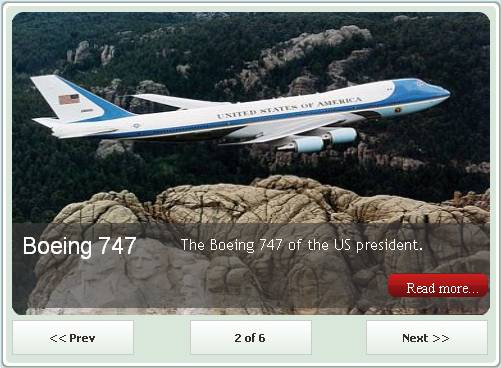 UNITED STATES OF AMERICA
Boeing 747
The Boeing 747 of the US president.
Read more...
<< Prev
2 of 6
Next >>